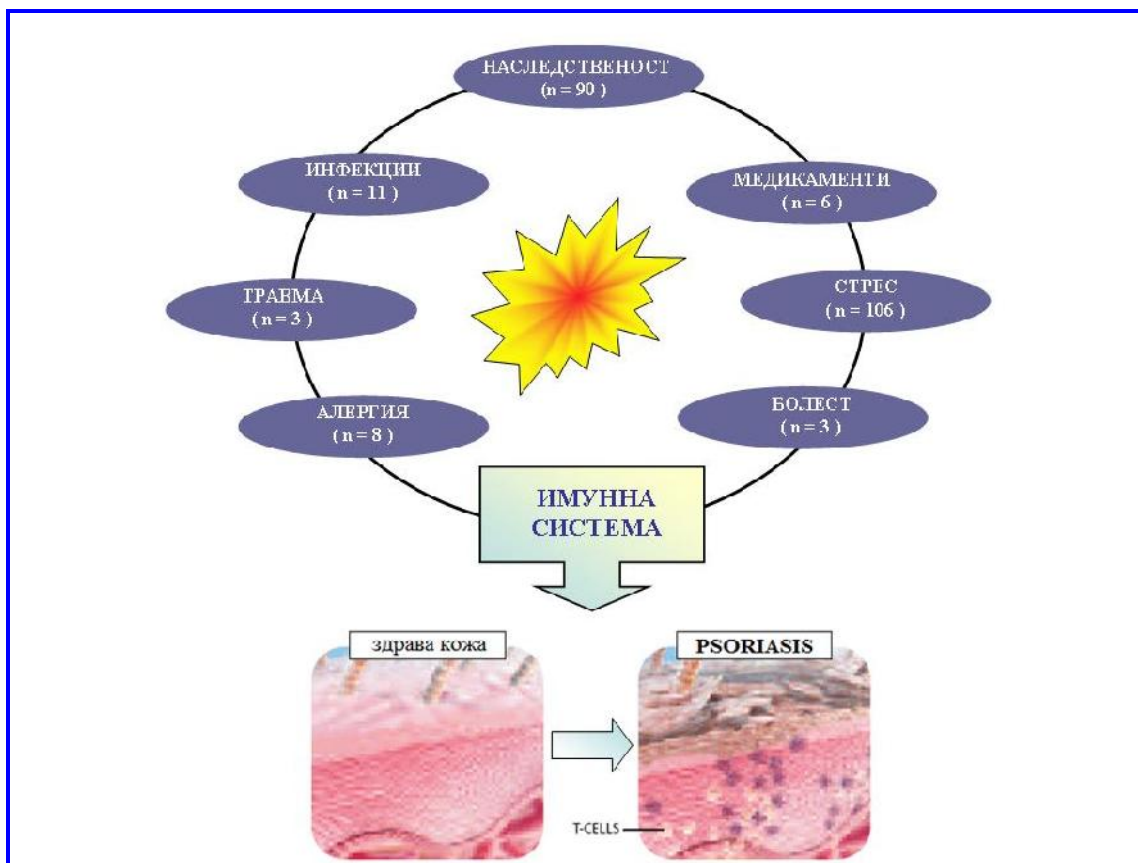 НАСЛЕДСТВЕНОСТ
(n = 90 )
ИНФЕКЦИИ
( n = 11 )
МЕДИКАМЕНТИ
( n = 6 )
ТРАВМА
( n = 3 )
СТРЕС
( n = 106 )
АЛЕРГИЯ
( n = 8 )
БОЛЕСТ
( n = 3 )
ИМУННА
СИСТЕМА
здрава кожа
PSORIASIS
T-CELLS